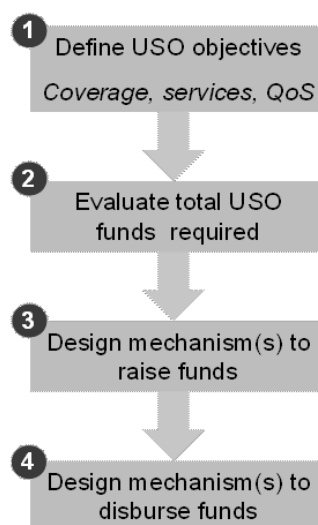 1
Define USO objectives
Coverage, services, QoS
2
Evaluate total USO
funds required
3
Design mechanism(s) to
raise funds
4
Design mechanism(s) to
disburse funds